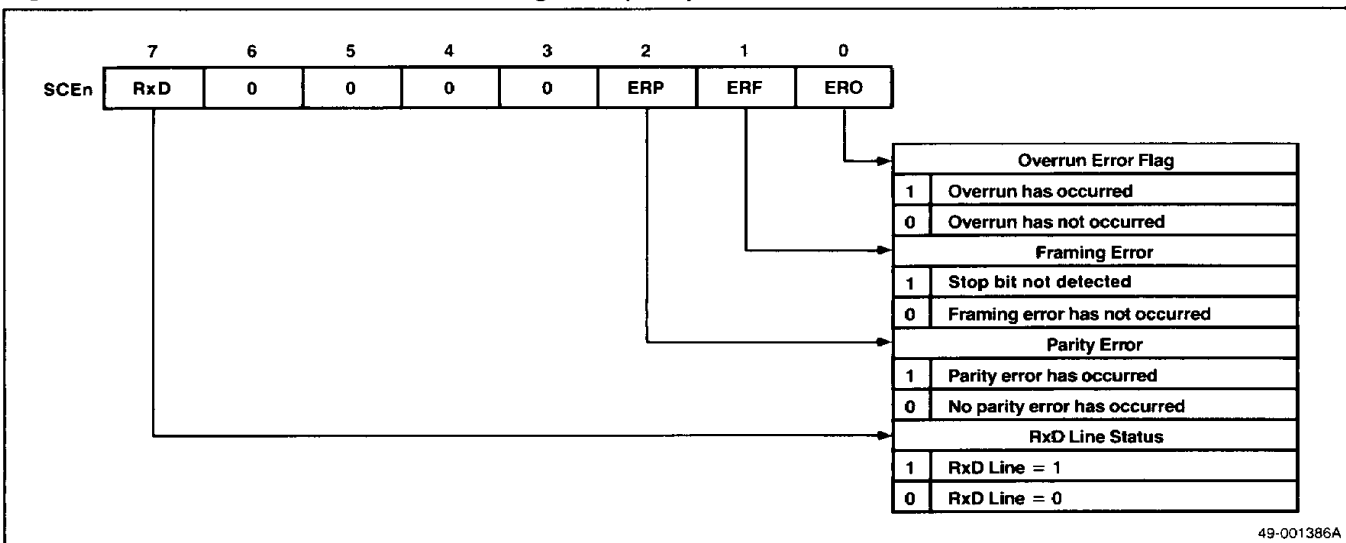 7 6 5 4 3 2 1 0
SCEn RxD 0 0 0 0 ERP ERF ERO
Overrun Error Flag
1 Overrun has occurred
0 Overrun has not occurred
Framing Error
1 Stop bit not detected
0 Framing error has not occurred
Parity Error
1 Parity error has occurred
0 No parity error has occurred
RxD Line Status
1 RxD Line = 1
0 RxD Line = 0
49-001386A